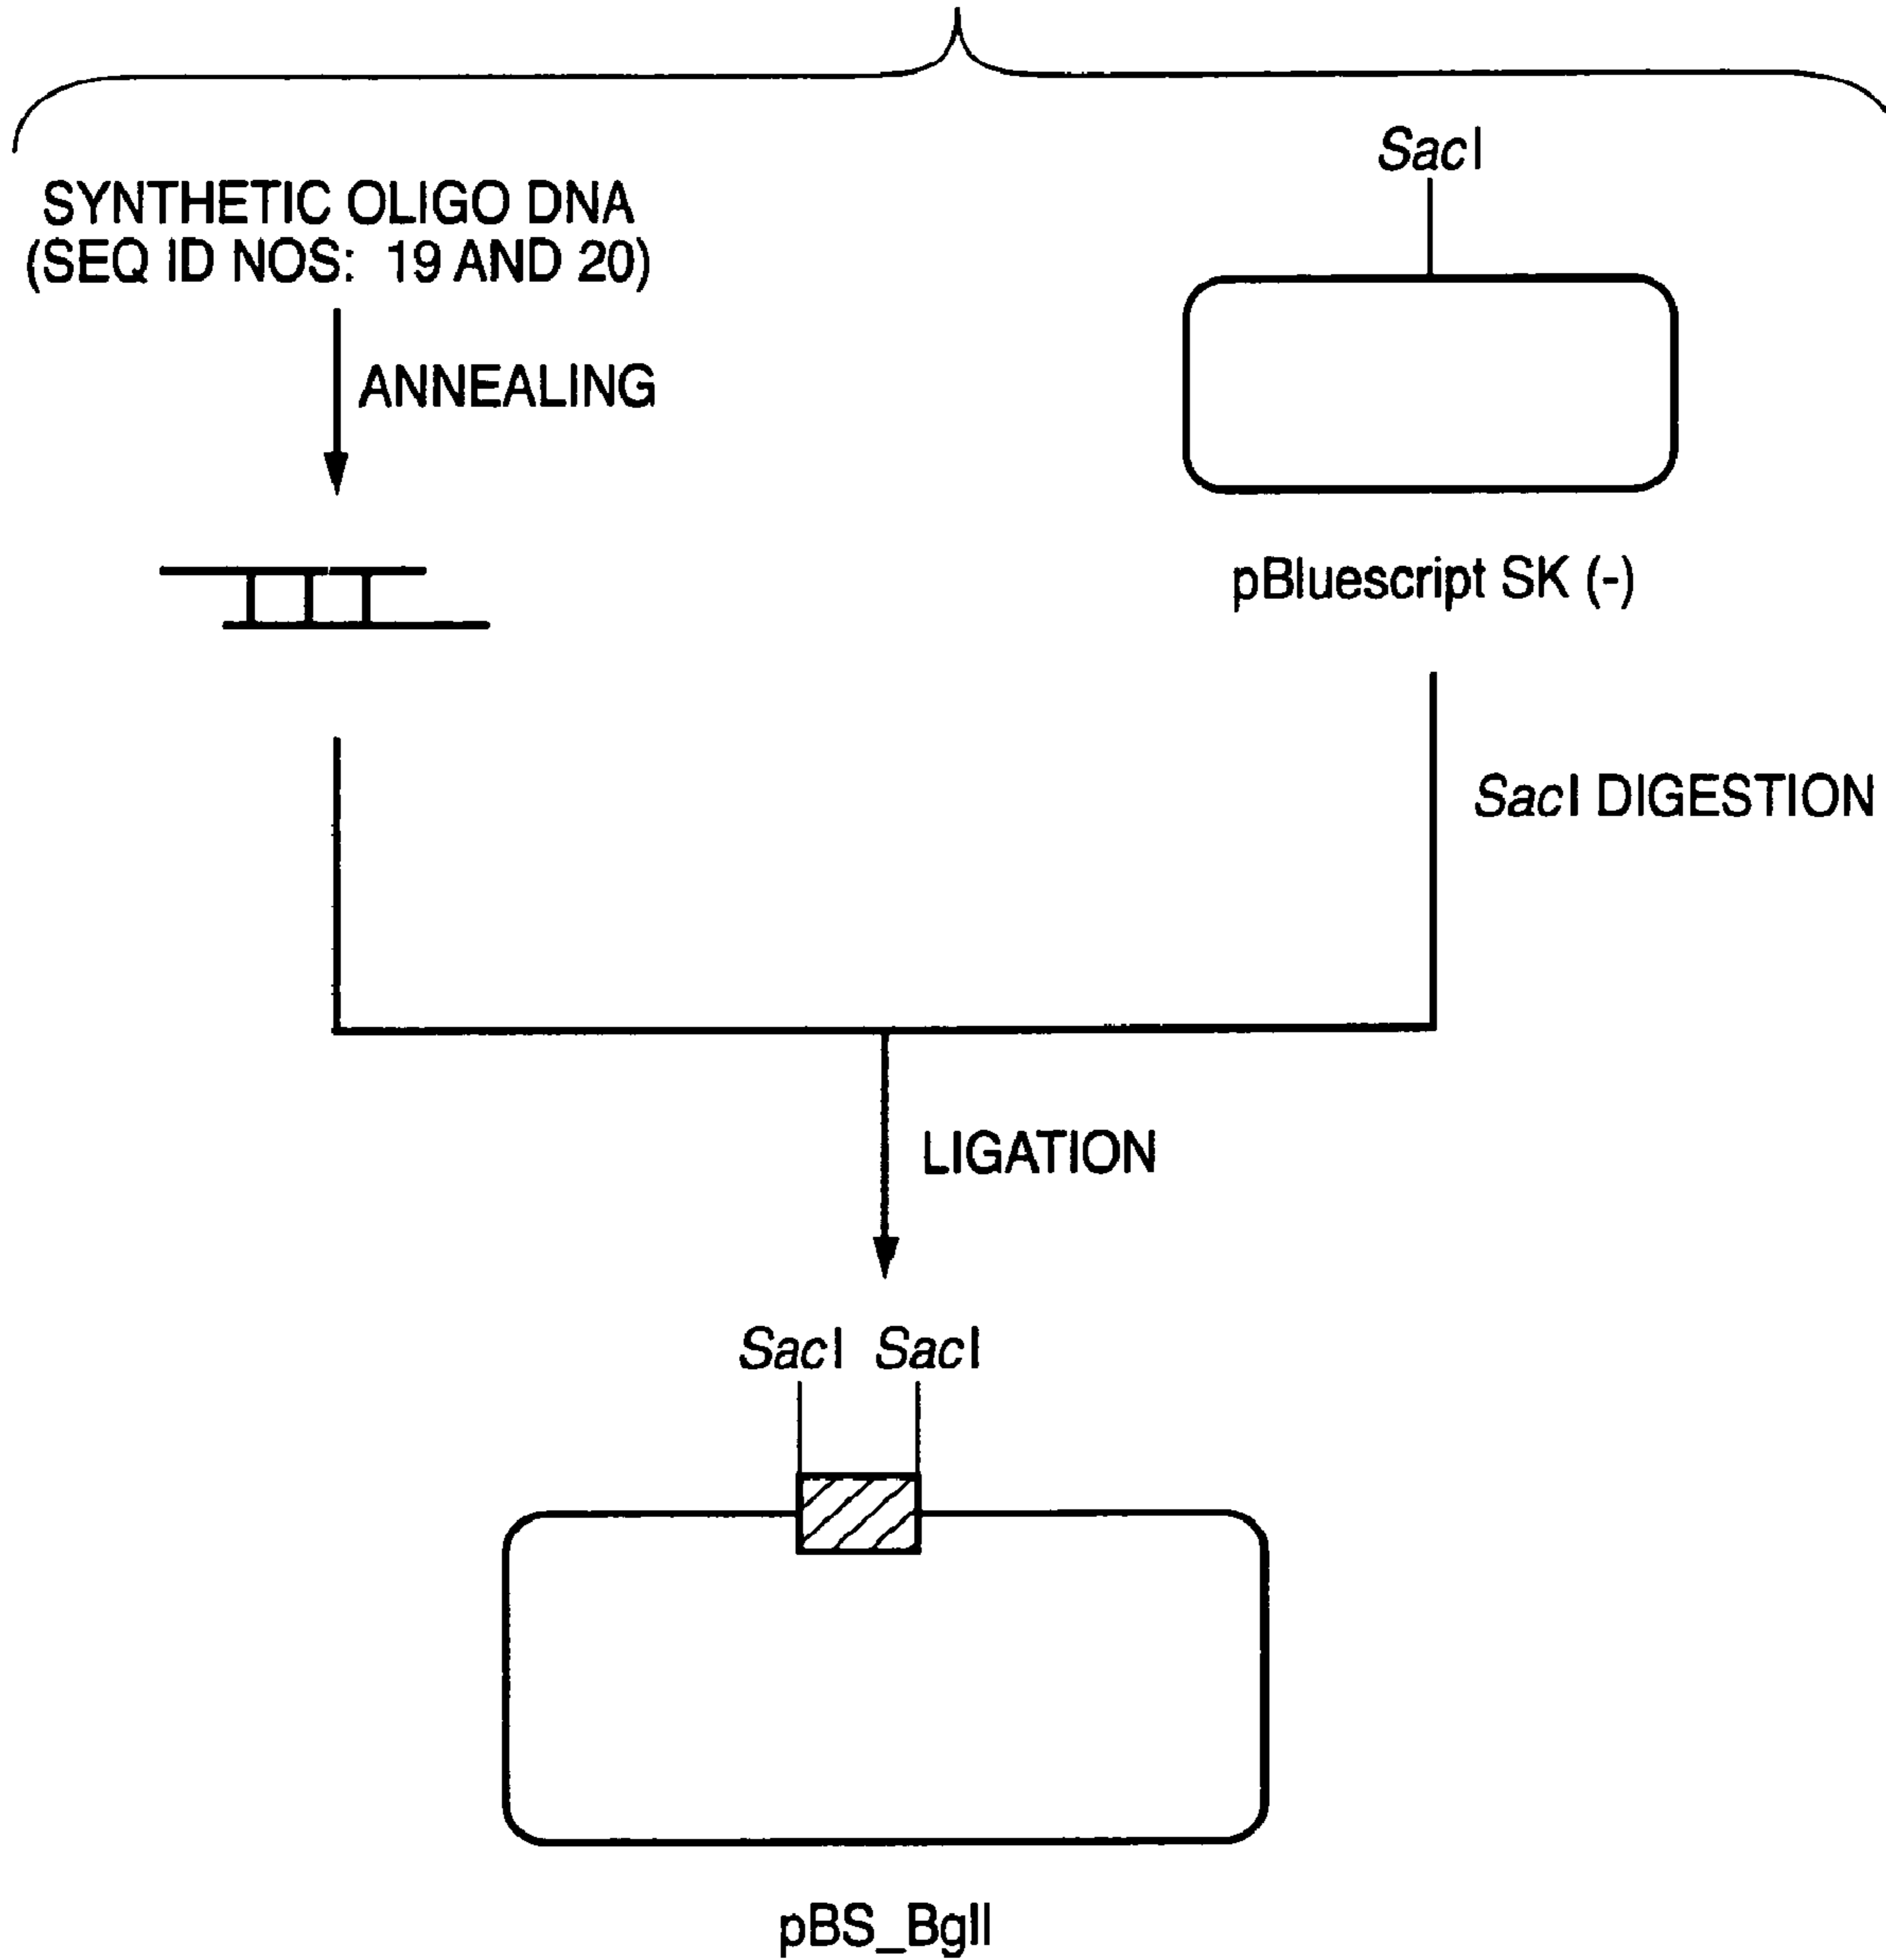 SacI
SYNTHETIC OLIGO DNA
(SEQ ID NOS: 19 AND 20)
ANNEALING
pBluescript SK (-)
SacI DIGESTION
LIGATION
SacI SacI
pBS_BglI